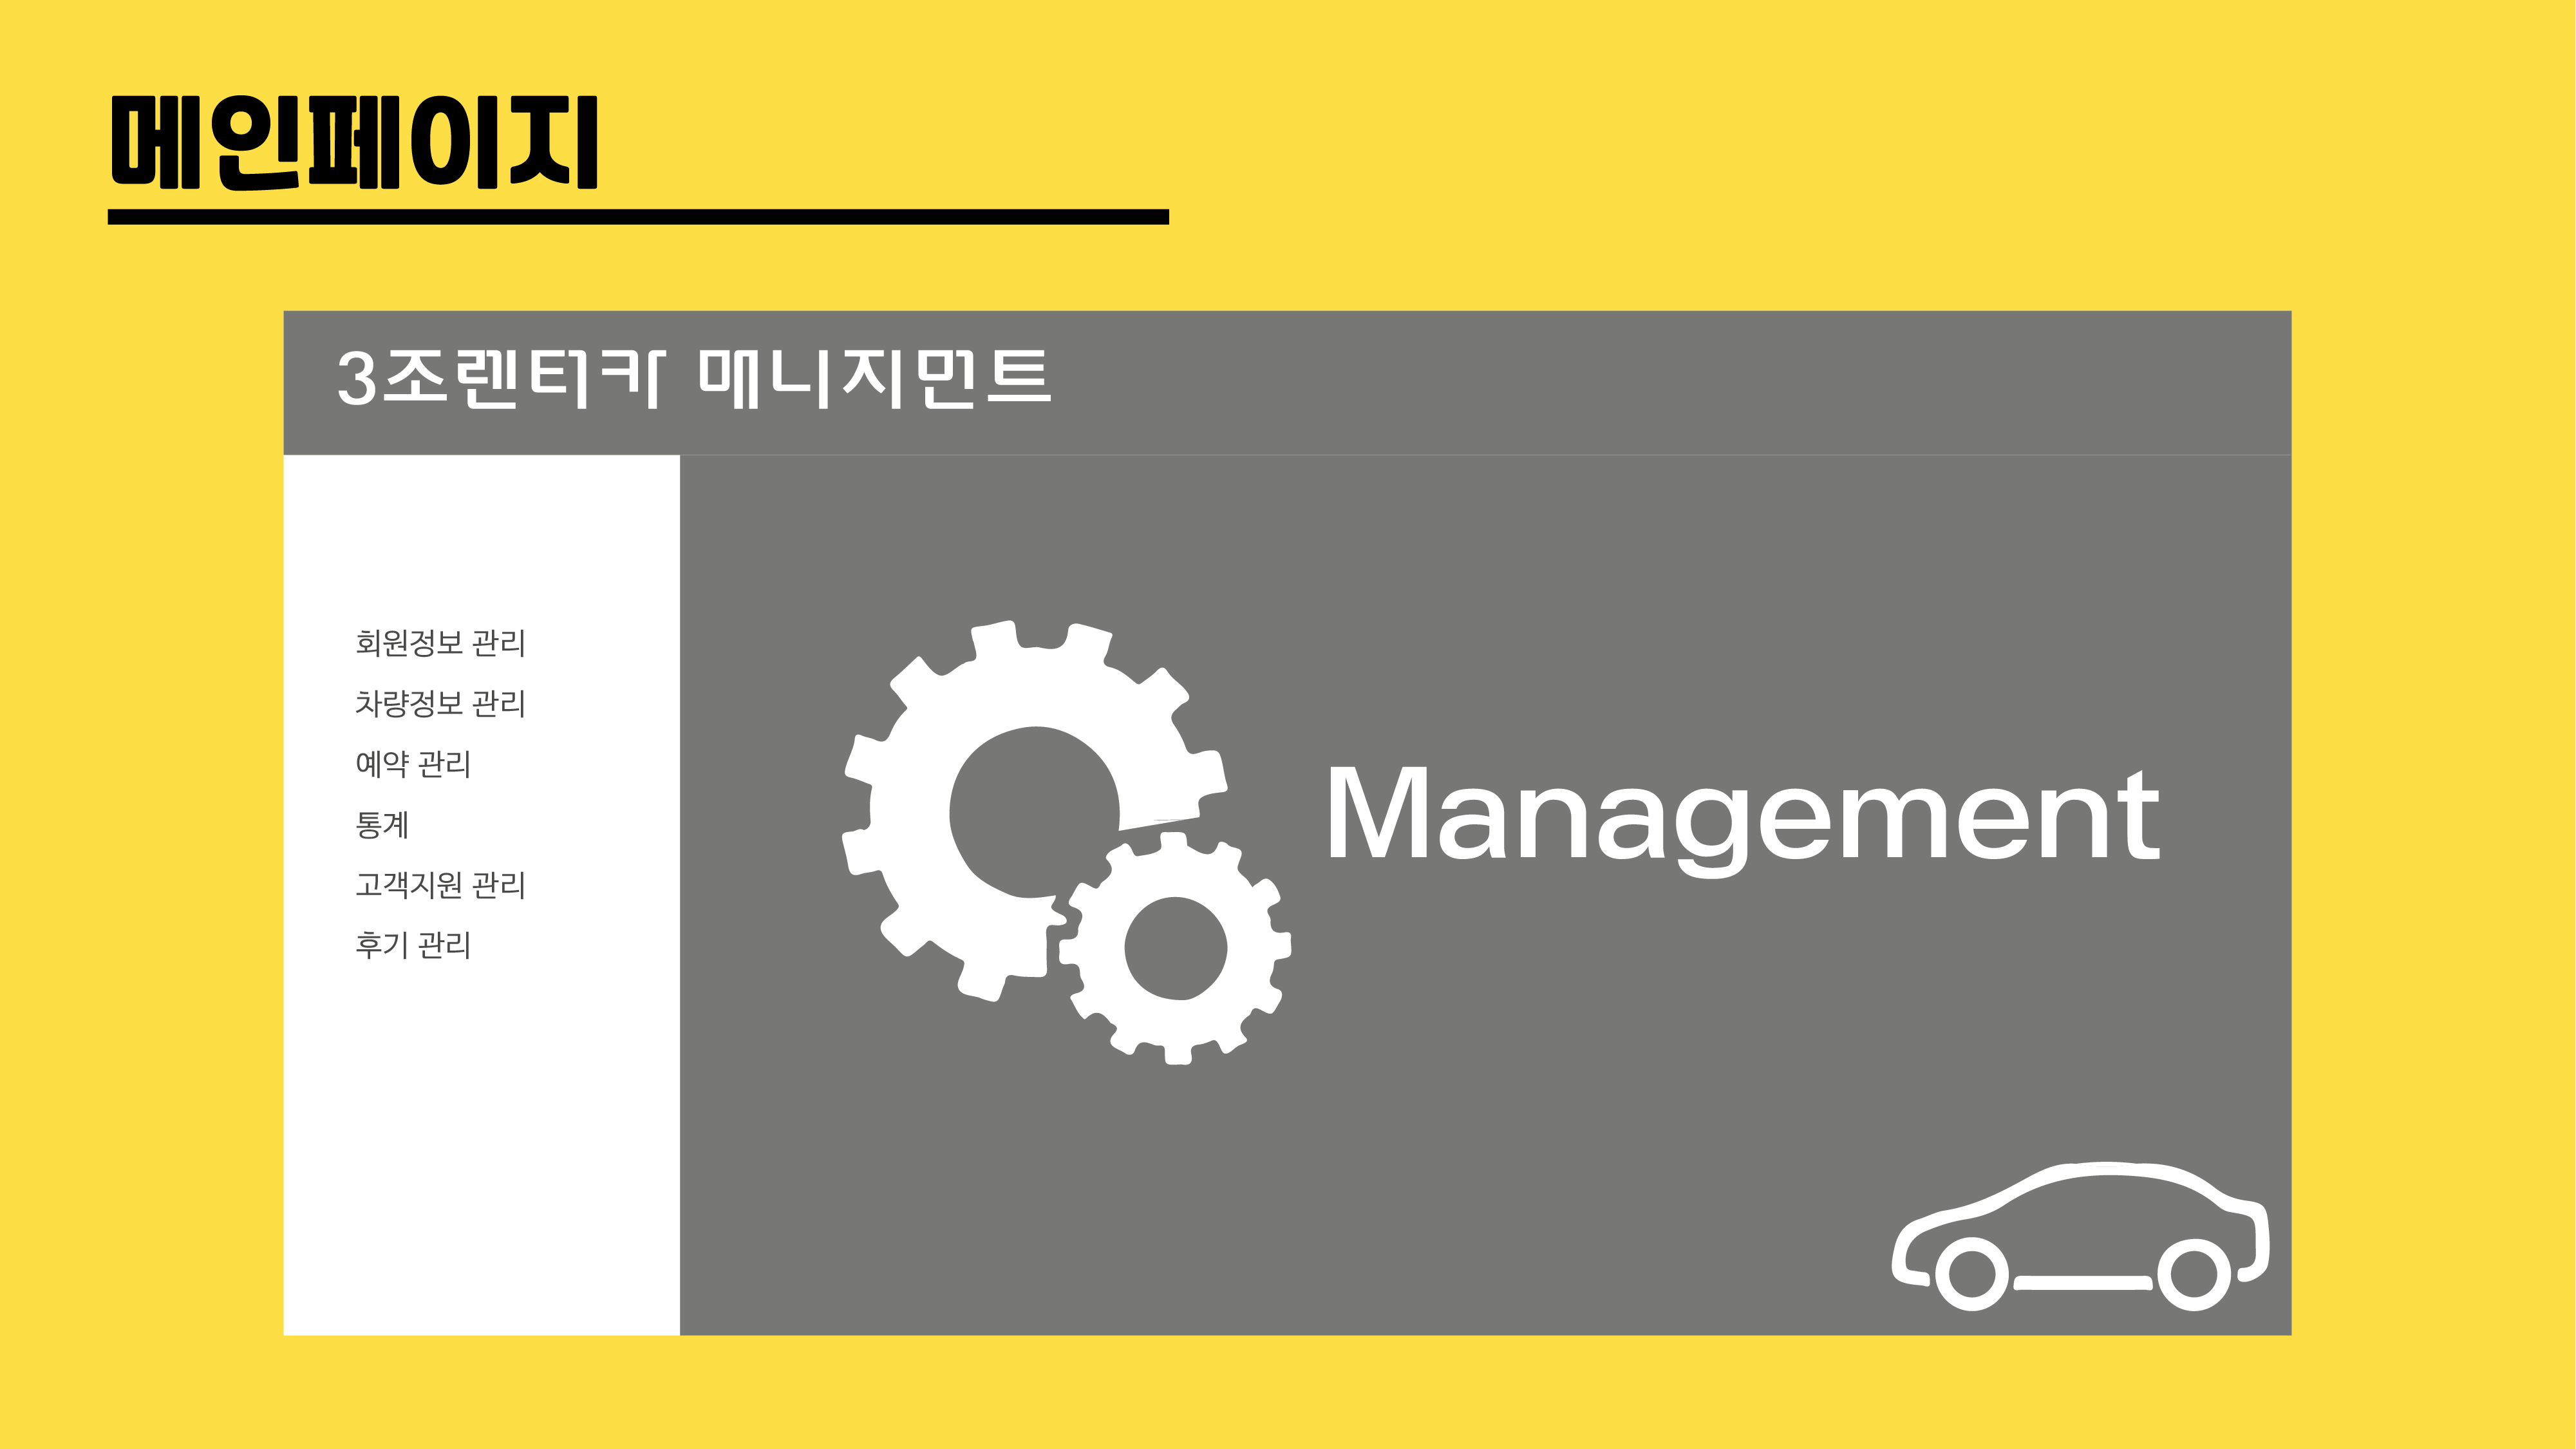 메인페이지
3조렌터카 매니지먼트
회원정보 관리
차량정보 관리
예약 관리
통계
고객지원 관리
후기 관리
Management